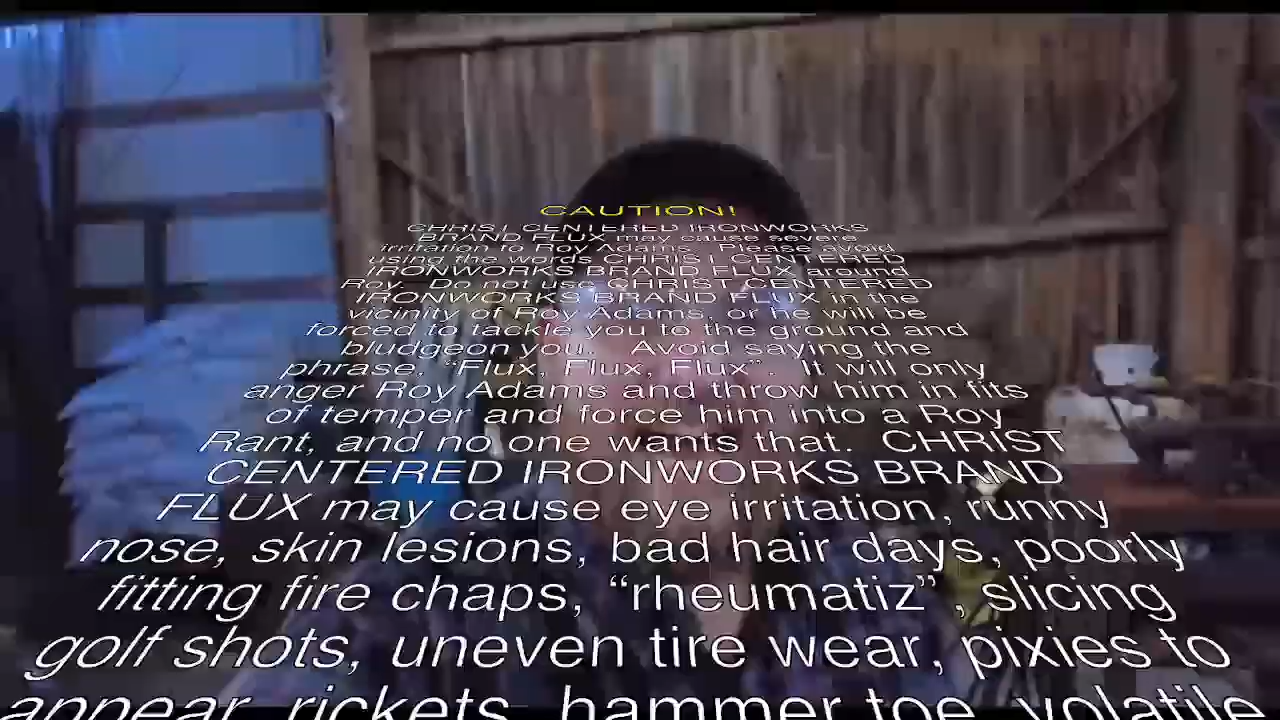 CAUTION!
CHRIST CENTERED IRONWORKS
BRAND FLUX may cause severe
irritation to Roy Adams. Please avoid
using the words CHRIST CENTERED
IRONWORKS BRAND FLUX around
Roy. Do not use CHRIST CENTERED
IRONWORKS BRAND FLUX in the
vicinity of Roy Adams, or he will be
forced to tackle you to the ground and
bludgeon you. Avoid saying the
phrase, “Flux, Flux, Flux”. It will only
anger Roy Adams and throw him in fits
of temper and force him into a Roy
Rant, and no one wants that. CHRIST
CENTERED IRONWORKS BRAND
FLUX may cause eye irritation, runny
nose, skin lesions, bad hair days, poorly
fitting fire chaps, “rheumatiz”, slicing
golf shots, uneven tire wear, pixies to
appear, rickets, hammer toe, volatile